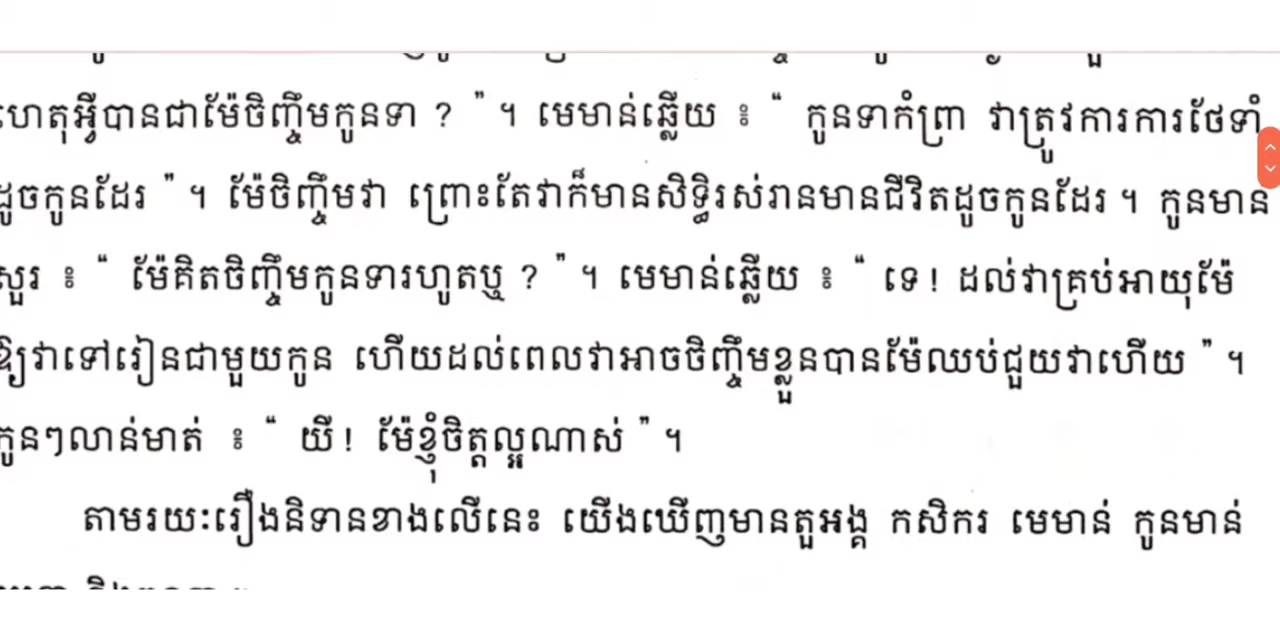 ហេតុអ្វីបានជាម៉ែចិញ្ចឹមកូនទា ? ” ។ មេមាន់ឆ្លើយ ៖ “ កូនទាកំព្រា វាត្រូវការការថែទាំ
ដូចកូនដែរ ” ។ ម៉ែចិញ្ចឹមវា ព្រោះតែវាក៏មានសិទ្ធិរស់រានមានជីវិតដូចកូនដែរ ។ កូនមាន់
សួរ ៖ “ ម៉ែគិតចិញ្ចឹមកូនទារហូតឬ ? ” ។ មេមាន់ឆ្លើយ ៖ “ ទេ ! ដល់វាគ្រប់អាយុម៉ែ
ឱ្យវាទៅរៀនជាមួយកូន ហើយដល់ពេលវាអាចចិញ្ចឹមខ្លួនបានម៉ែឈប់ជួយវាហើយ ” ។
កូនៗលាន់មាត់ ៖ “ យី ! ម៉ែខ្ញុំចិត្តល្អណាស់ ” ។
តាមរយៈរឿងនិទានខាងលើនេះ យើងឃើញមានតួអង្គ កសិករ មេមាន់ កូនមាន់